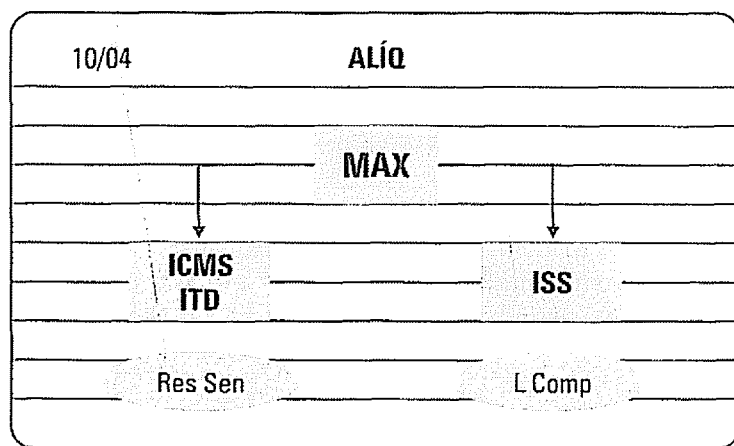 10/04 ALÍQ
MAX
ICMS ISS
ITD
Res Sen L Comp